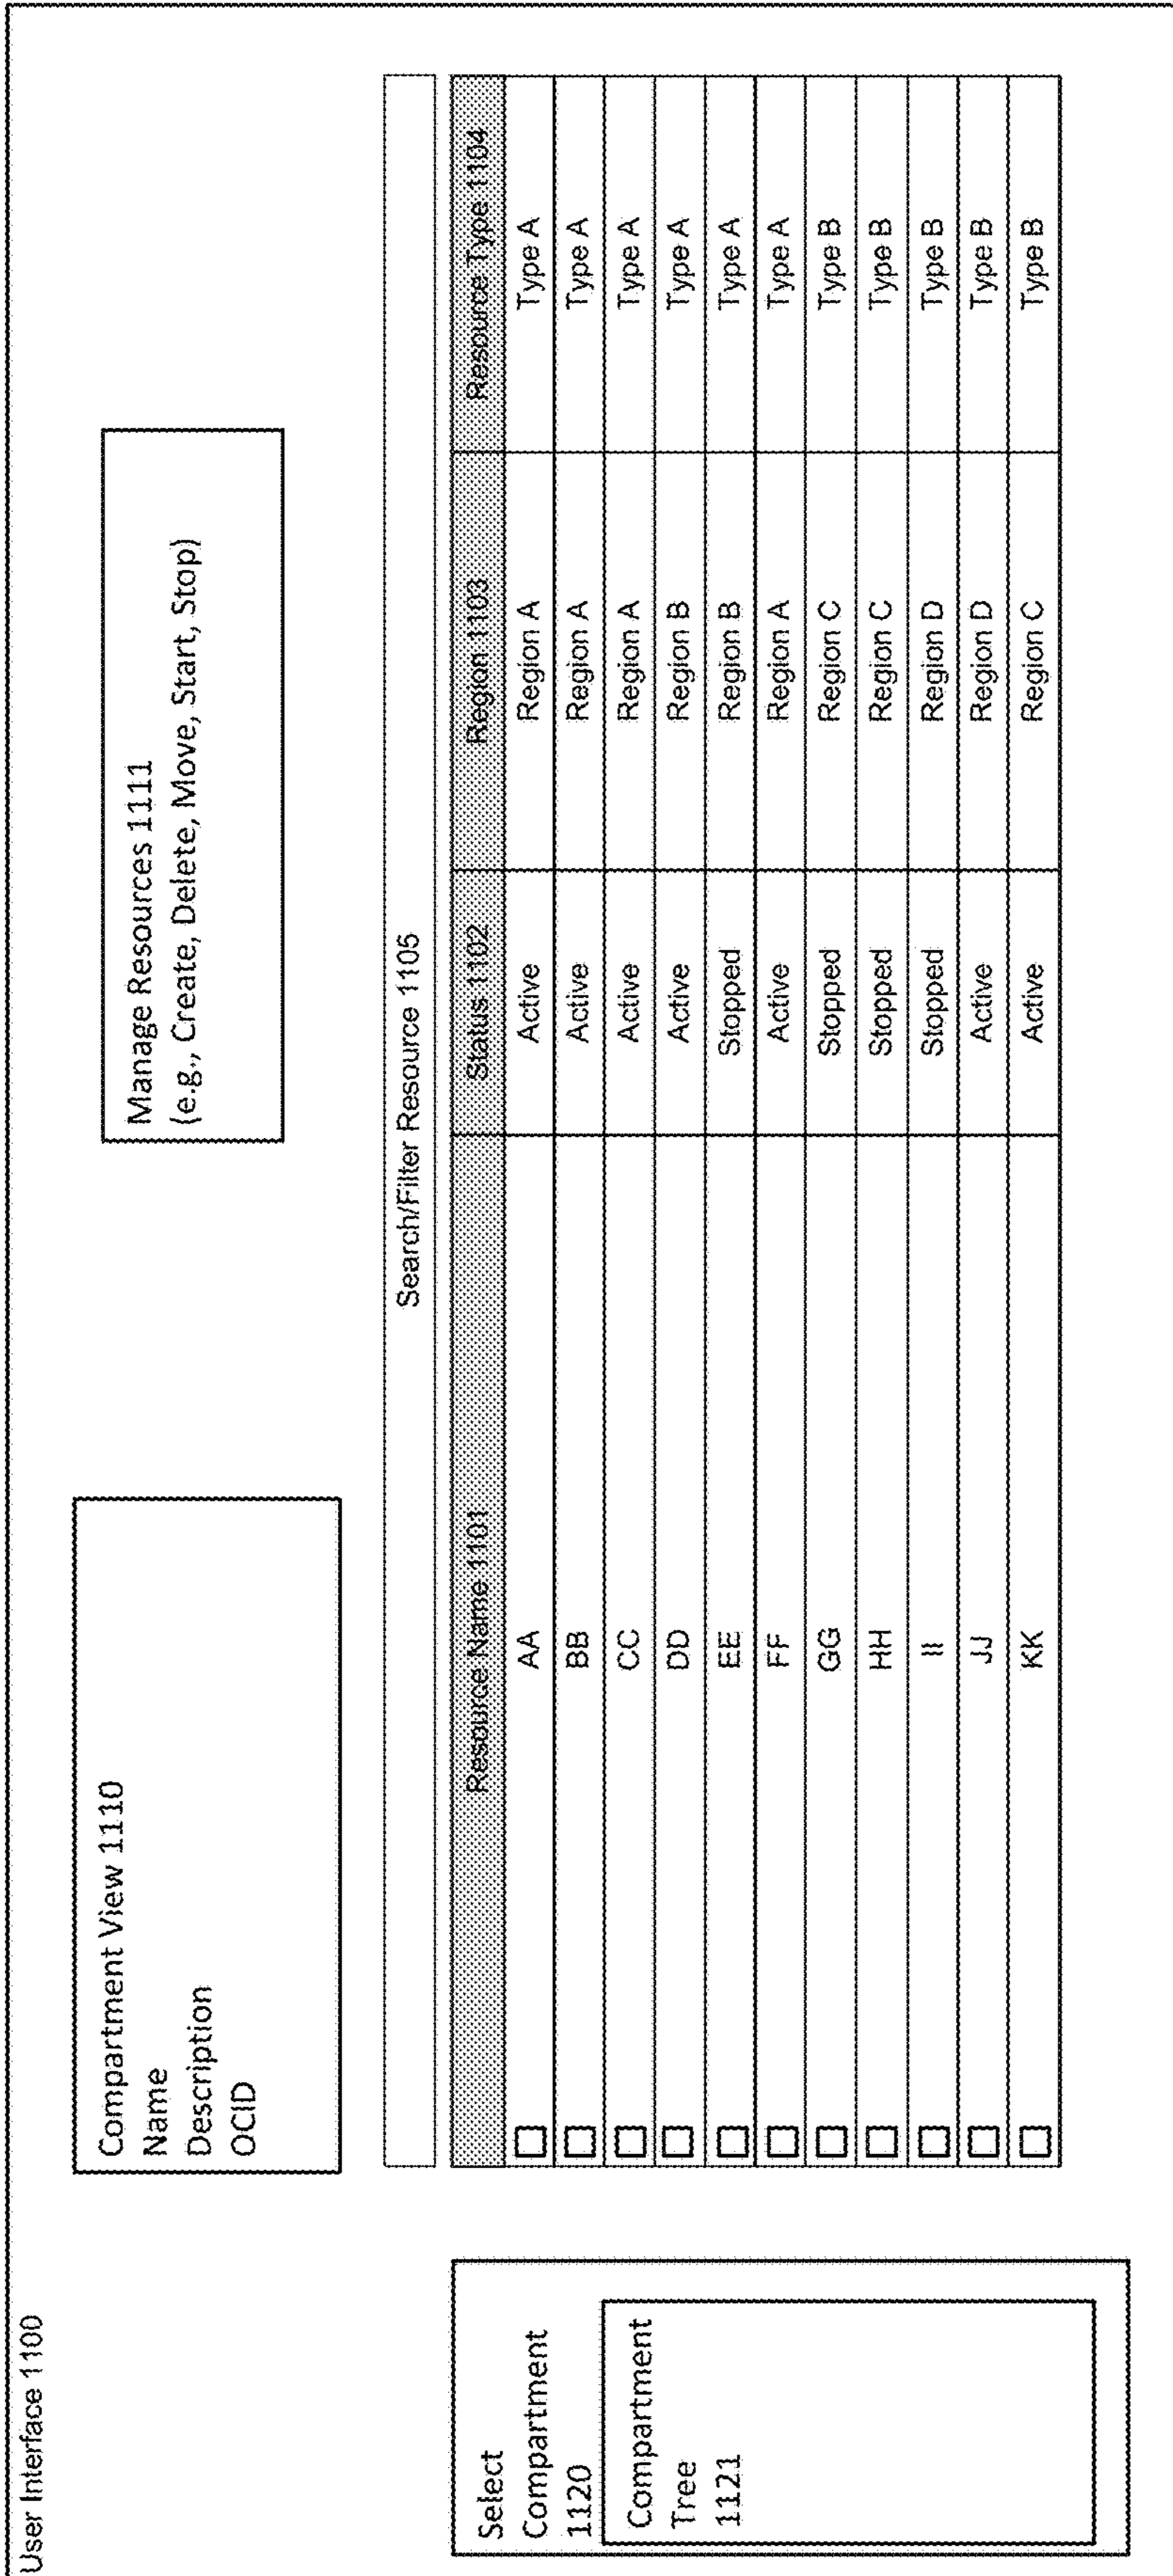 User Interface 1100
Compartment View 1110
Name
Description
OCID
Manage Resources 1111
(e.g., Create, Delete, Move, Start, Stop)
Search/Filter Resource 1105
Resource Name 1101 Status 1102 Region 1103 Resource Type 1104
AA Active Region A Type A
BB Active Region A Type A
CC Active Region A Type A
DD Active Region B Type A
EE Stopped Region B Type A
FF Active Region A Type A
GG Stopped Region C Type B
HH Stopped Region C Type B
II Stopped Region D Type B
JJ Active Region D Type B
KK Active Region C Type B
Select
Compartment
1120
Compartment
Tree
1121